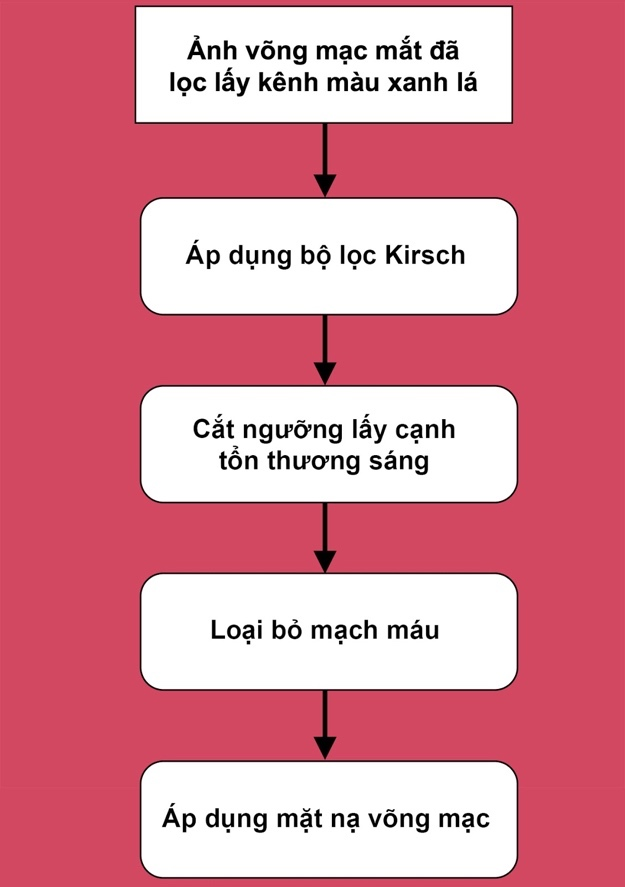 Ảnh võng mạc mắt đã
lọc lấy kênh màu xanh lá
Áp dụng bộ lọc Kirsch
Cắt ngưỡng lấy cạnh
tổn thương sáng
Loại bỏ mạch máu
Áp dụng mặt nạ võng mạc